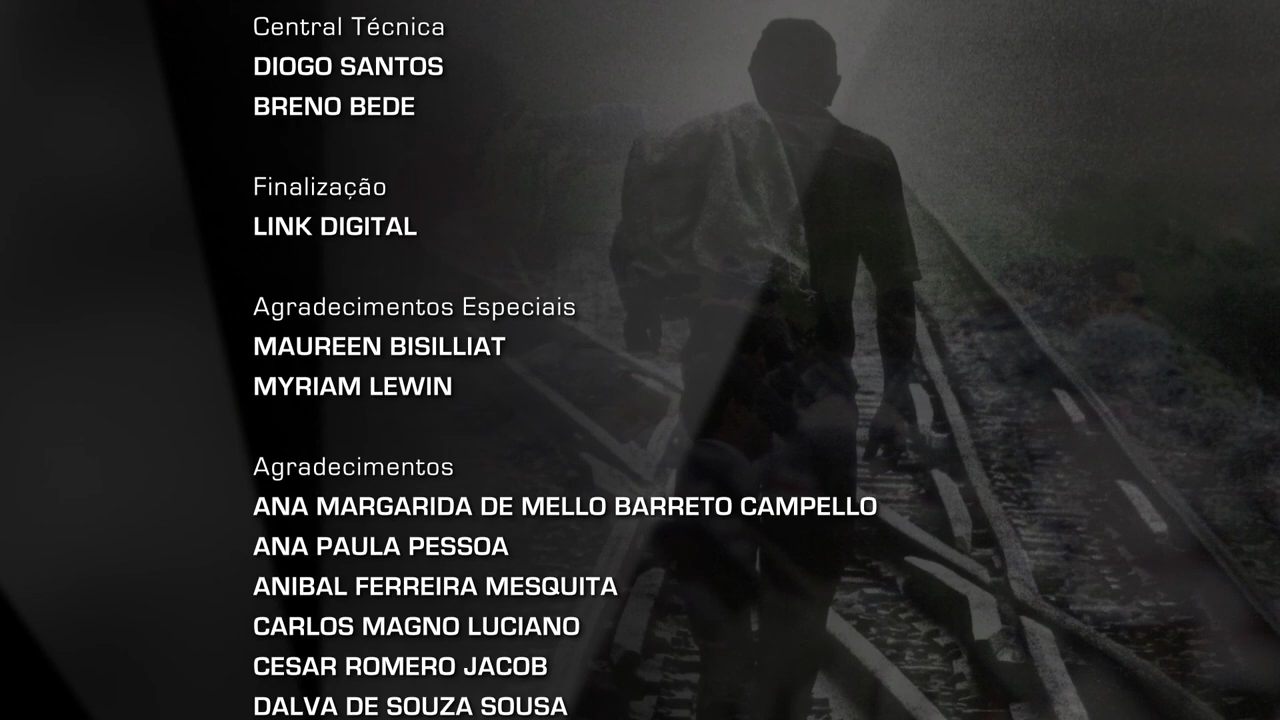 Central Técnica
DIOGO SANTOS
BRENO BEDE
Finalização
LINK DIGITAL
Agradecimentos Especiais
MAUREEN BISILLIAT
MYRIAM LEWIN
Agradecimentos
ANA MARGARIDA DE MELLO BARRETO CAMPELLO
ANA PAULA PESSOA
ANIBAL FERREIRA MESQUITA
CARLOS MAGNO LUCIANO
CESAR ROMERO JACOB
DALVA DE SOUZA SOUSA